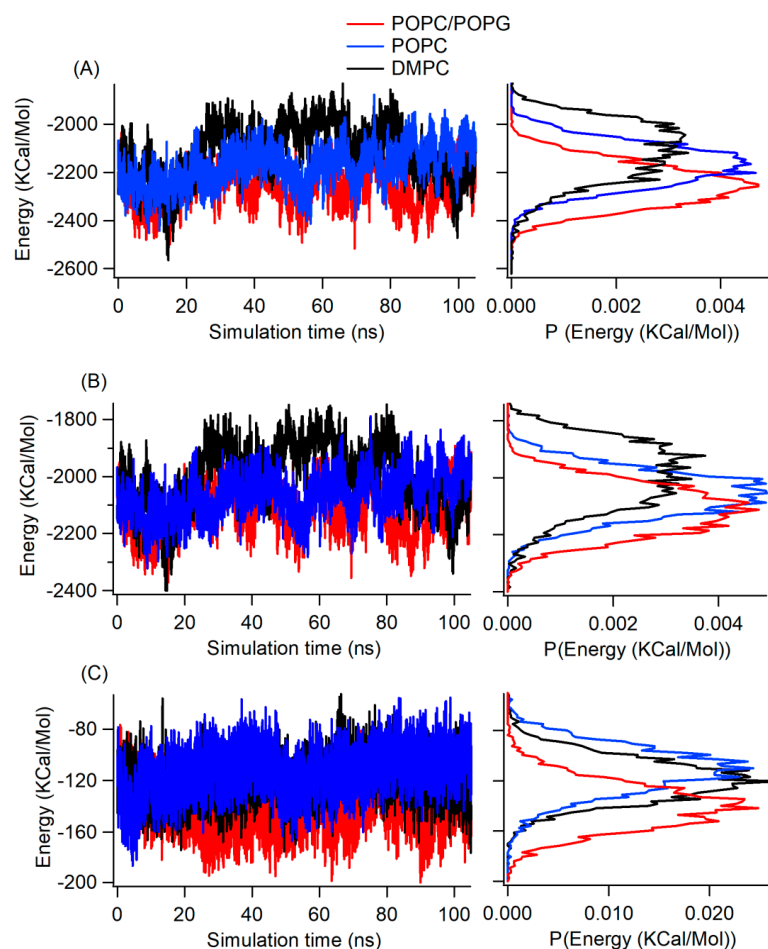 POPC/POPG
POPC
DMPC
(A)
-2000
-2200
-2400
-2600
Energy (KCal/Mol)
0 20 40 60 80 100
Simulation time (ns)
0.000 0.002 0.004
P (Energy (KCal/Mol))
(B)
-1800
-2000
-2200
-2400
Energy (KCal/Mol)
0 20 40 60 80 100
Simulation time (ns)
0.000 0.002 0.004
P(Energy (KCal/Mol))
(C)
-80
-120
-160
-200
Energy (KCal/Mol)
0 20 40 60 80 100
Simulation time (ns)
0.000 0.010 0.020
P(Energy (KCal/Mol))